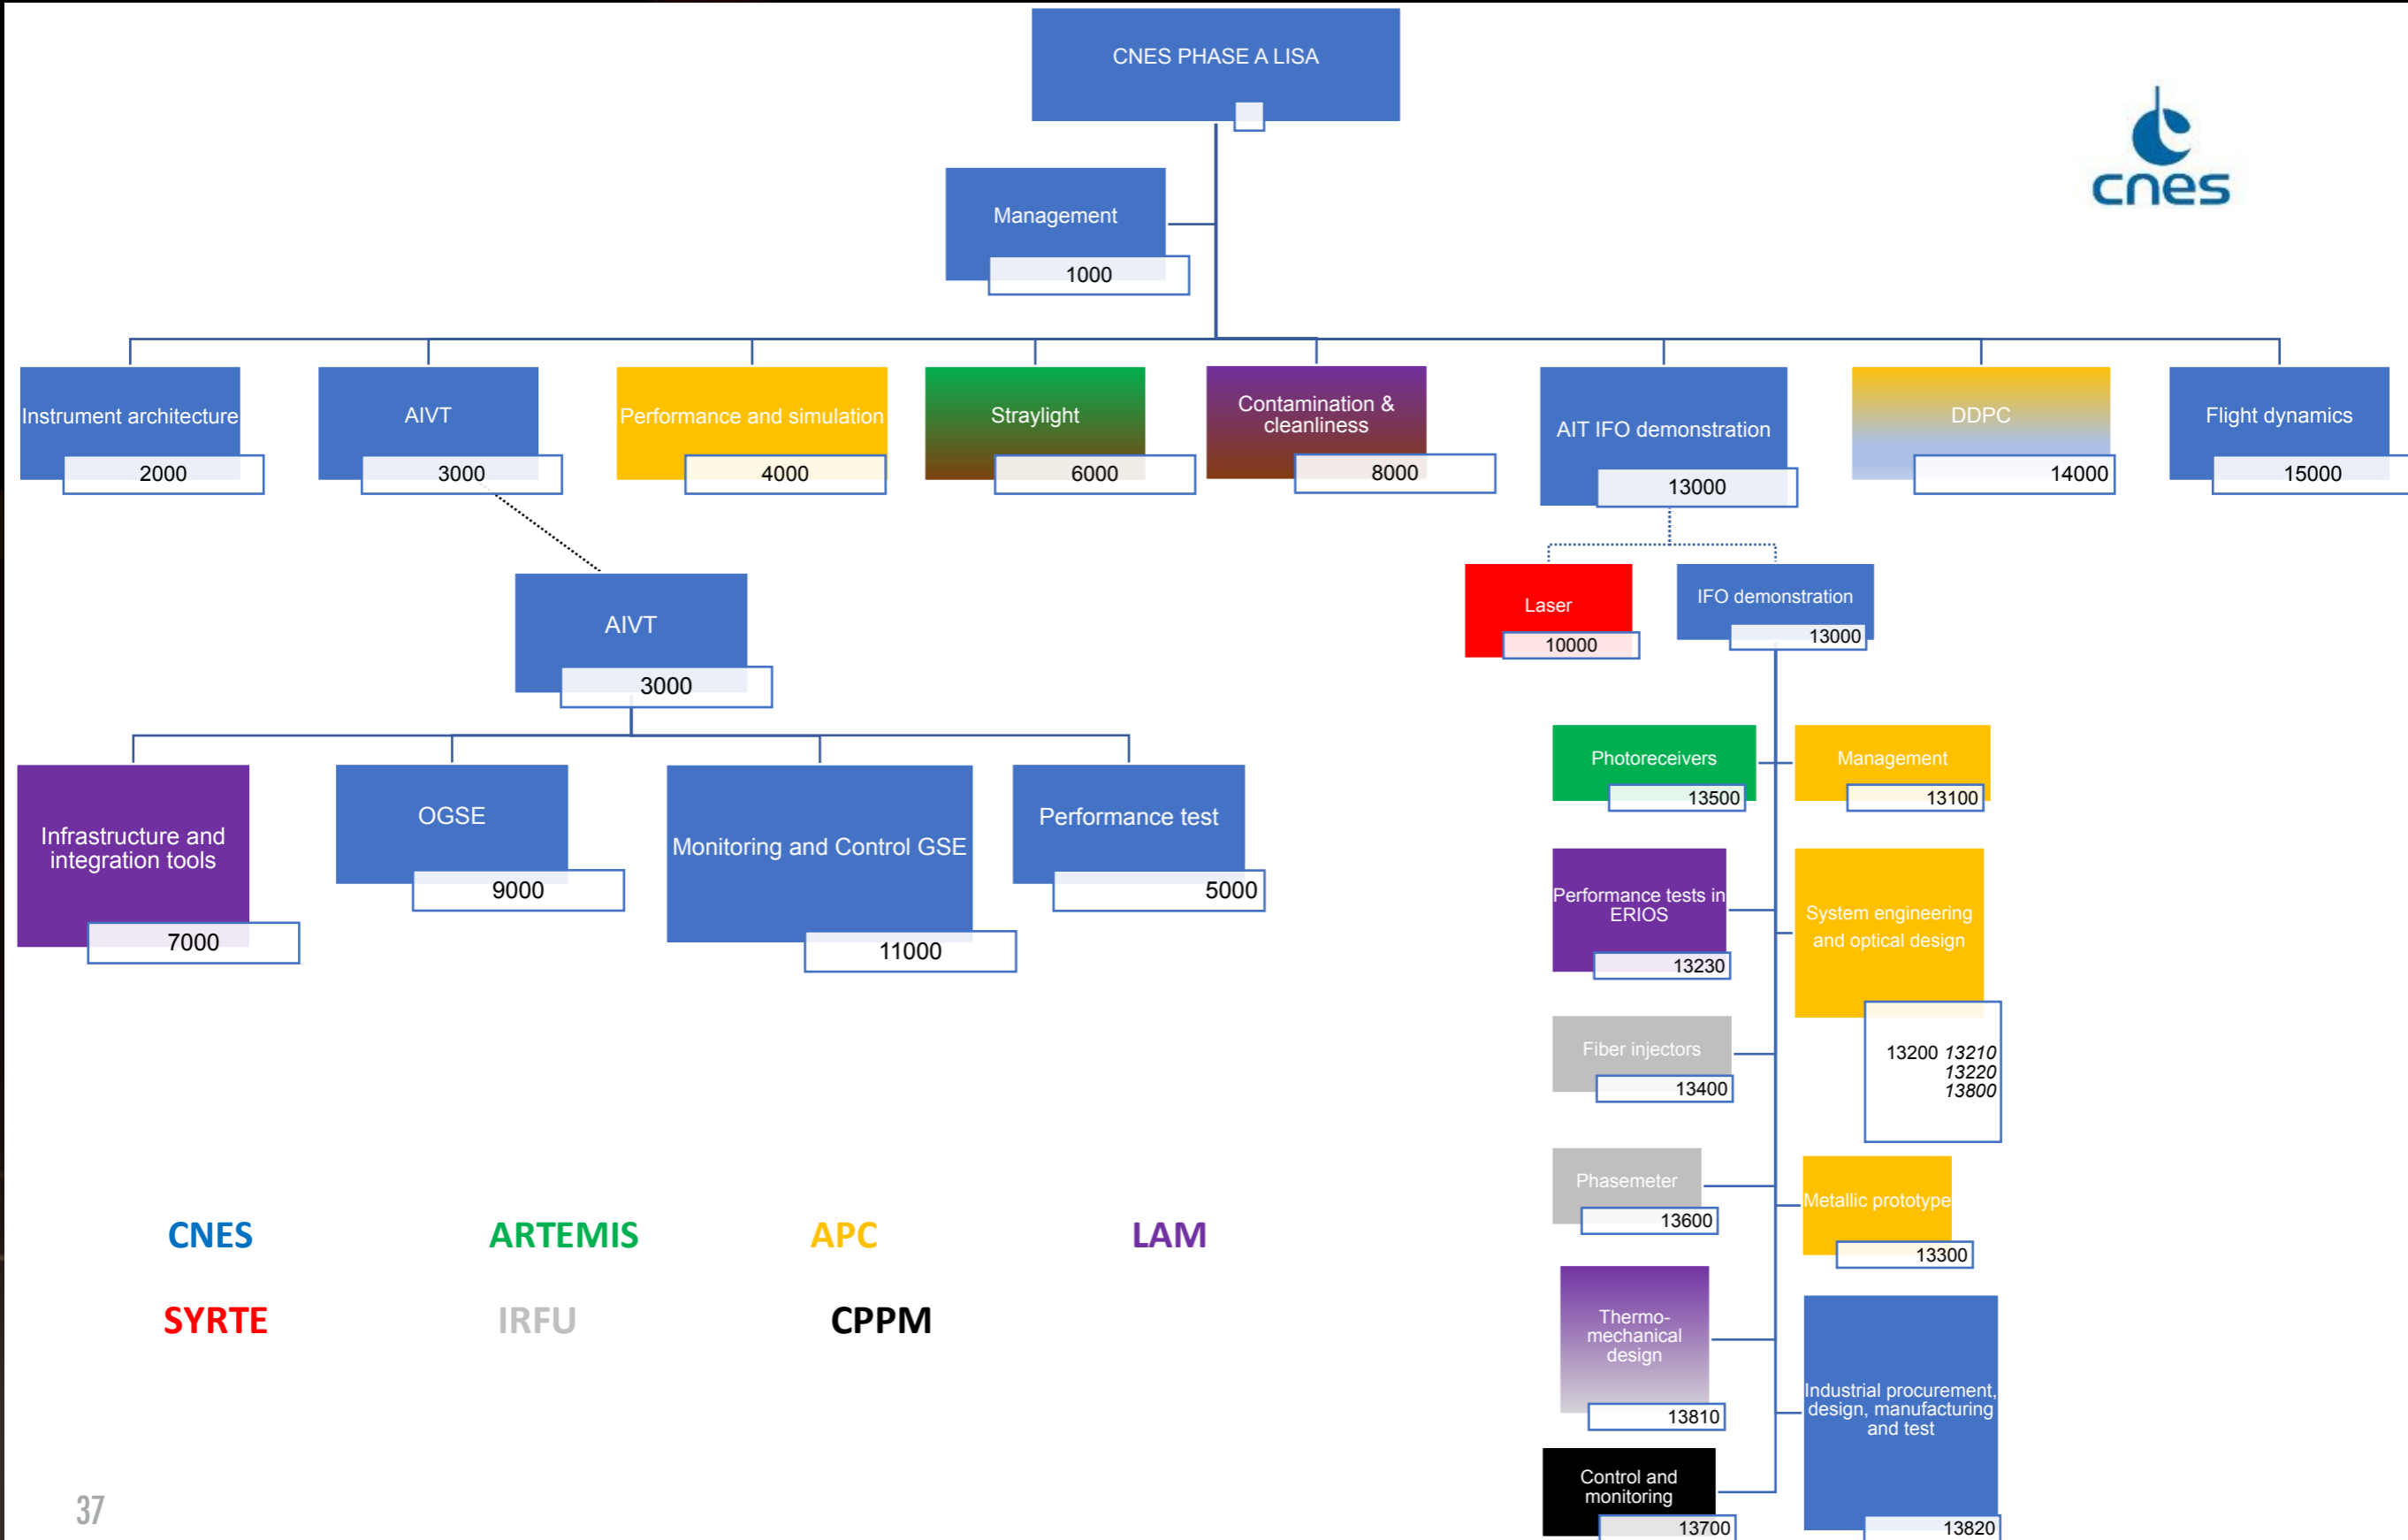 CNES PHASE A LISA
cnes
Management
1000
Instrument architecture
2000
AIVT
3000
Performance and simulation
4000
Straylight
6000
Contamination &
cleanliness
8000
AIT IFO demonstration
13000
DDPC
14000
Flight dynamics
15000
AIVT
3000
Laser
10000
IFO demonstration
13000
Infrastructure and
integration tools
7000
OGSE
9000
Monitoring and Control GSE
11000
Performance test
5000
Photoreceivers
13500
Management
13100
Performance tests in
ERIOS
13230
System engineering
and optical design
13200 13210
13220
13800
Fiber injectors
13400
Phasemeter
13600
Metallic prototype
13300
Thermo-
mechanical
design
13810
Industrial procurement,
design, manufacturing
and test
13820
Control and
monitoring
13700
CNES
ARTEMIS
APC
LAM
SYRTE
IRFU
CPPM
37